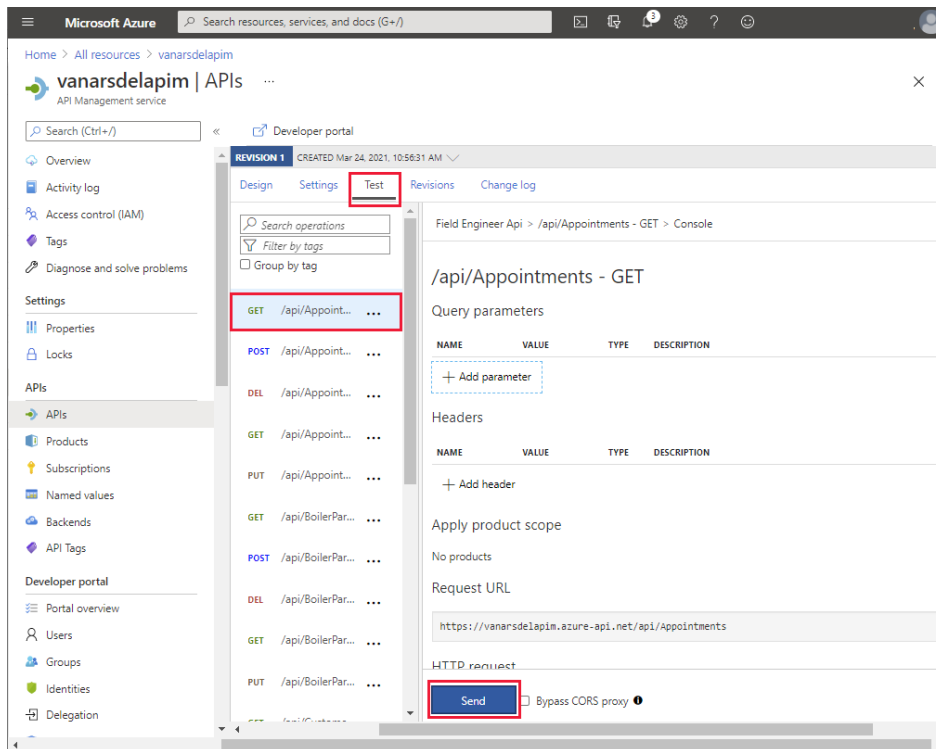 Microsoft Azure
Search resources, services, and docs (G+/)
3
Home > All resources > vanarsdelapim
vanarsdelapim | APIs ...
API Management service
Search (Ctrl+/)
Overview
Activity log
Access control (IAM)
Tags
Diagnose and solve problems
Settings
Properties
Locks
APIs
APIs
Products
Subscriptions
Named values
Backends
API Tags
Developer portal
Portal overview
Users
Groups
Identities
Delegation
Developer portal
REVISION 1 CREATED Mar 24, 2021, 10:56:31 AM
Design Settings Test Revisions Change log
Search operations
Filter by tags
Group by tag
GET /api/Appoint... ...
POST /api/Appoint... ...
DEL /api/Appoint... ...
GET /api/Appoint... ...
PUT /api/Appoint... ...
GET /api/BoilerPar... ...
POST /api/BoilerPar... ...
DEL /api/BoilerPar... ...
GET /api/BoilerPar... ...
PUT /api/BoilerPar... ...
Field Engineer Api > /api/Appointments - GET > Console
/api/Appointments - GET
Query parameters
NAME VALUE TYPE DESCRIPTION
+ Add parameter
Headers
NAME VALUE TYPE DESCRIPTION
+ Add header
Apply product scope
No products
Request URL
https://vanarsdelapim.azure-api.net/api/Appointments
HTTP request
Send Bypass CORS proxy